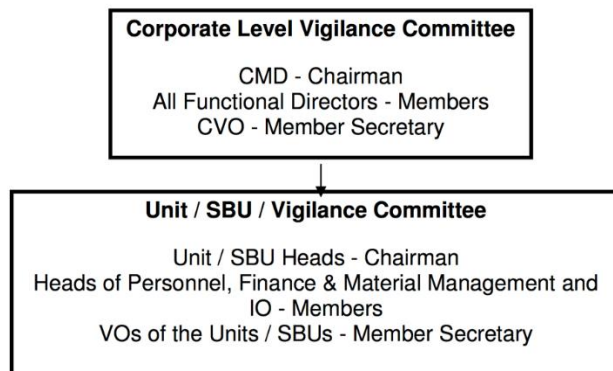 Corporate Level Vigilance Committee
CMD - Chairman
All Functional Directors - Members
CVO - Member Secretary
Unit / SBU / Vigilance Committee
Unit / SBU Heads - Chairman
Heads of Personnel, Finance & Material Management and
IO - Members
VOs of the Units / SBUs - Member Secretary